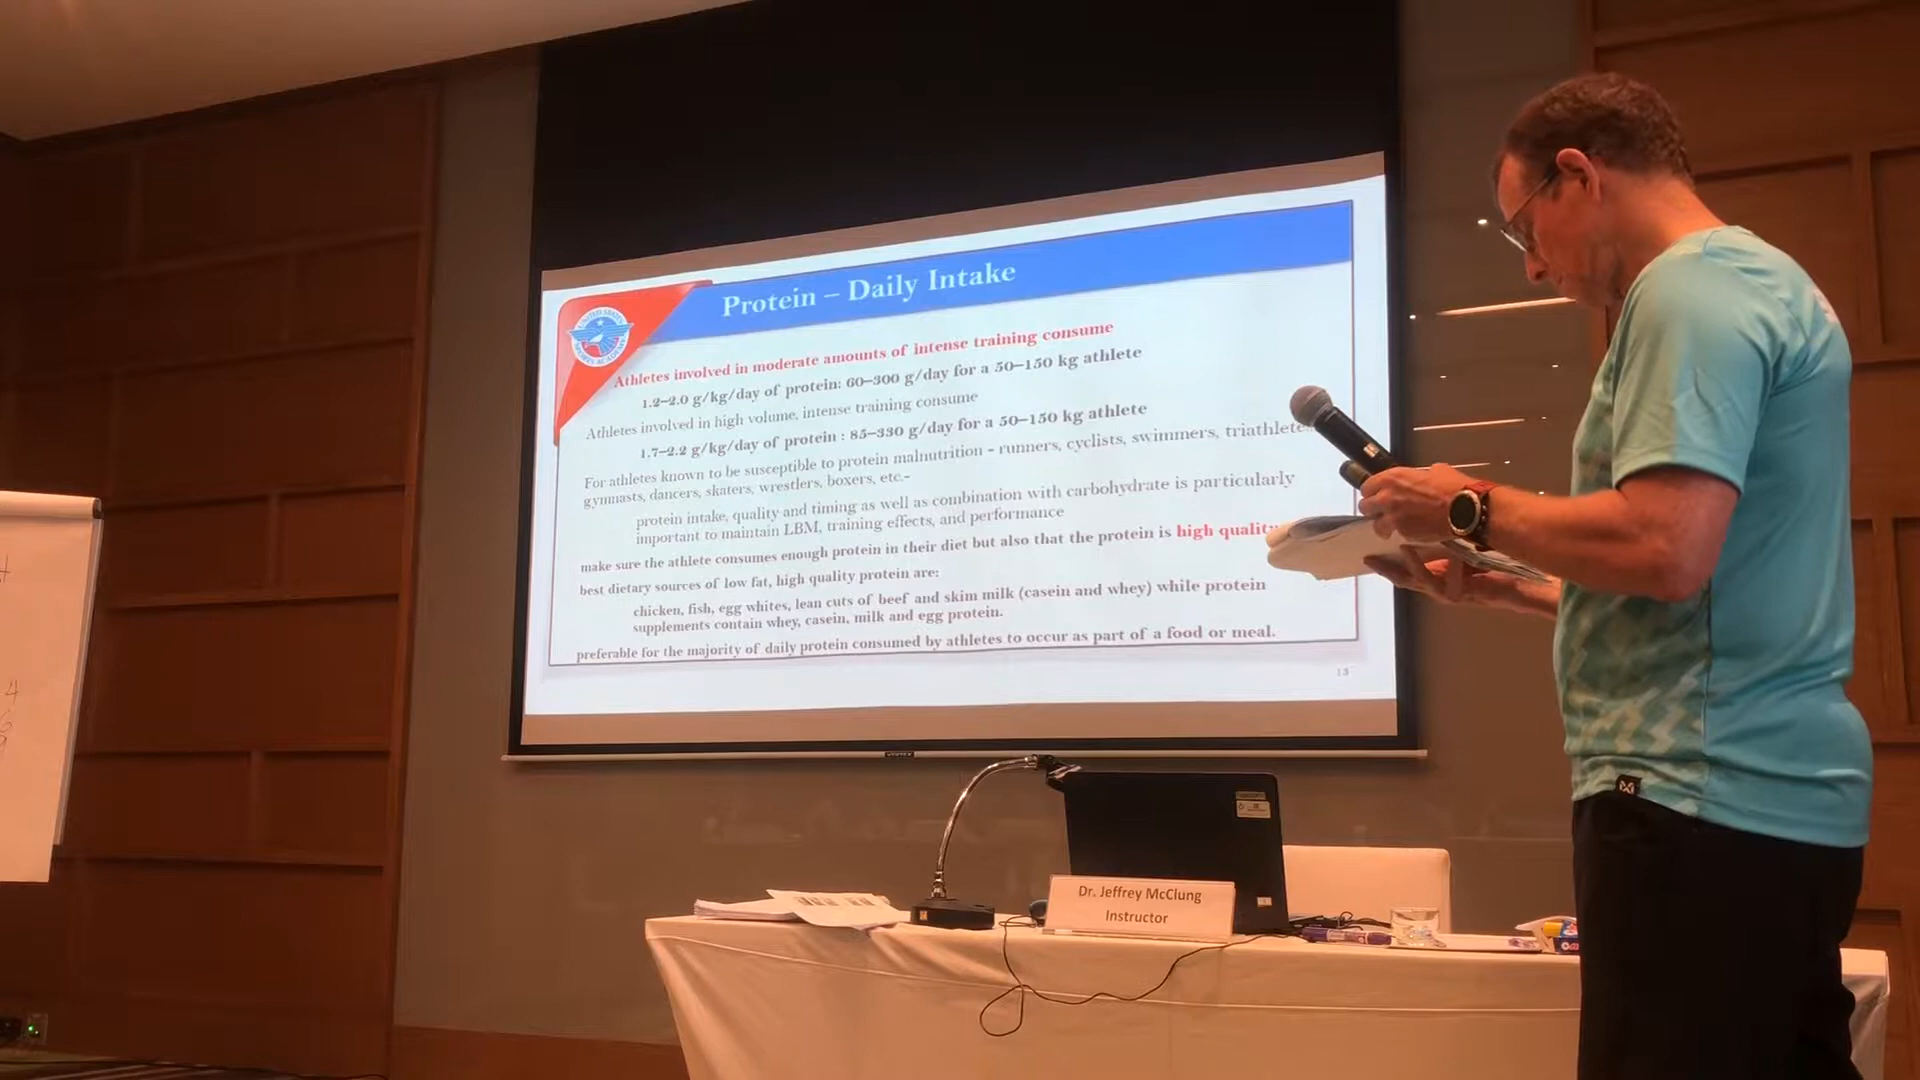 Protein – Daily Intake
UNITED STATES
SPORTS ACADEMY
Athletes involved in moderate amounts of intense training consume
1.2–2.0 g/kg/day of protein: 60–300 g/day for a 50–150 kg athlete
Athletes involved in high volume, intense training consume
1.7–2.2 g/kg/day of protein : 85–330 g/day for a 50–150 kg athlete
For athletes known to be susceptible to protein malnutrition - runners, cyclists, swimmers, triathletes
gymnasts, dancers, skaters, wrestlers, boxers, etc.-
protein intake, quality and timing as well as combination with carbohydrate is particularly
important to maintain LBM, training effects, and performance
make sure the athlete consumes enough protein in their diet but also that the protein is high quality
best dietary sources of low fat, high quality protein are:
chicken, fish, egg whites, lean cuts of beef and skim milk (casein and whey) while protein
supplements contain whey, casein, milk and egg protein.
preferable for the majority of daily protein consumed by athletes to occur as part of a food or meal.
13
4
6
9
Dr. Jeffrey McClung
Instructor